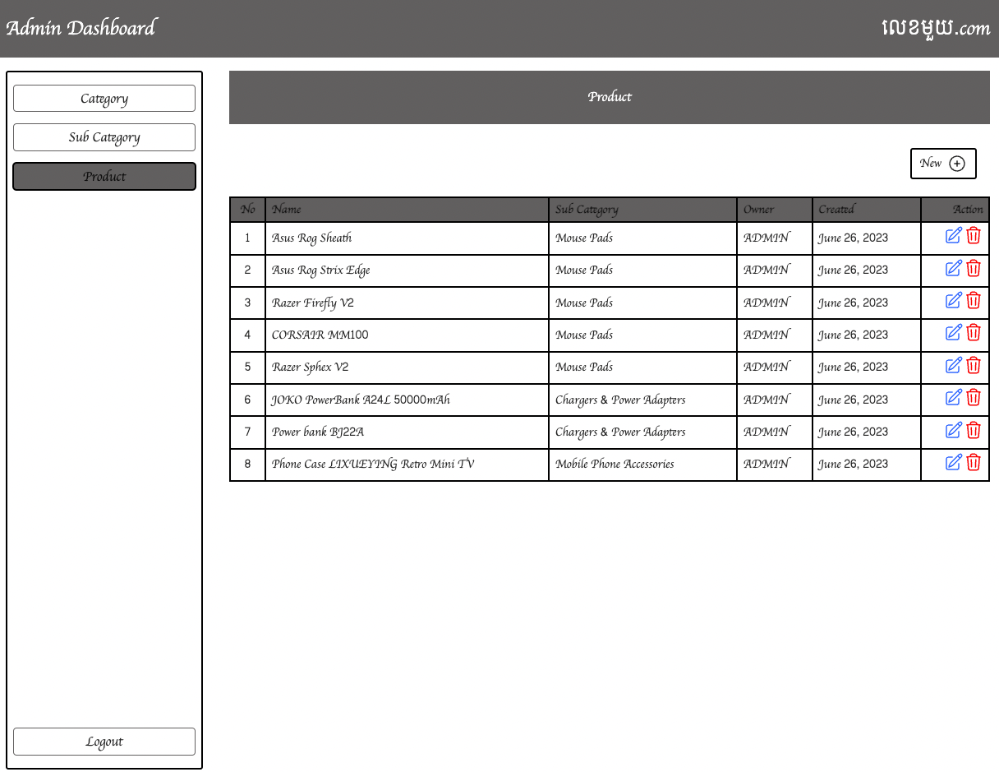 Admin Dashboard លេខមួយ.com
Category
Sub Category
Product
Logout
Product
New
No Name Sub Category Owner Created Action
1 Asus Rog Sheath Mouse Pads ADMIN June 26, 2023
2 Asus Rog Strix Edge Mouse Pads ADMIN June 26, 2023
3 Razer Firefly V2 Mouse Pads ADMIN June 26, 2023
4 CORSAIR MM100 Mouse Pads ADMIN June 26, 2023
5 Razer Sphex V2 Mouse Pads ADMIN June 26, 2023
6 JOKO PowerBank A24L 50000mAh Chargers & Power Adapters ADMIN June 26, 2023
7 Power bank BJ22A Chargers & Power Adapters ADMIN June 26, 2023
8 Phone Case LIXUEYING Retro Mini TV Mobile Phone Accessories ADMIN June 26, 2023